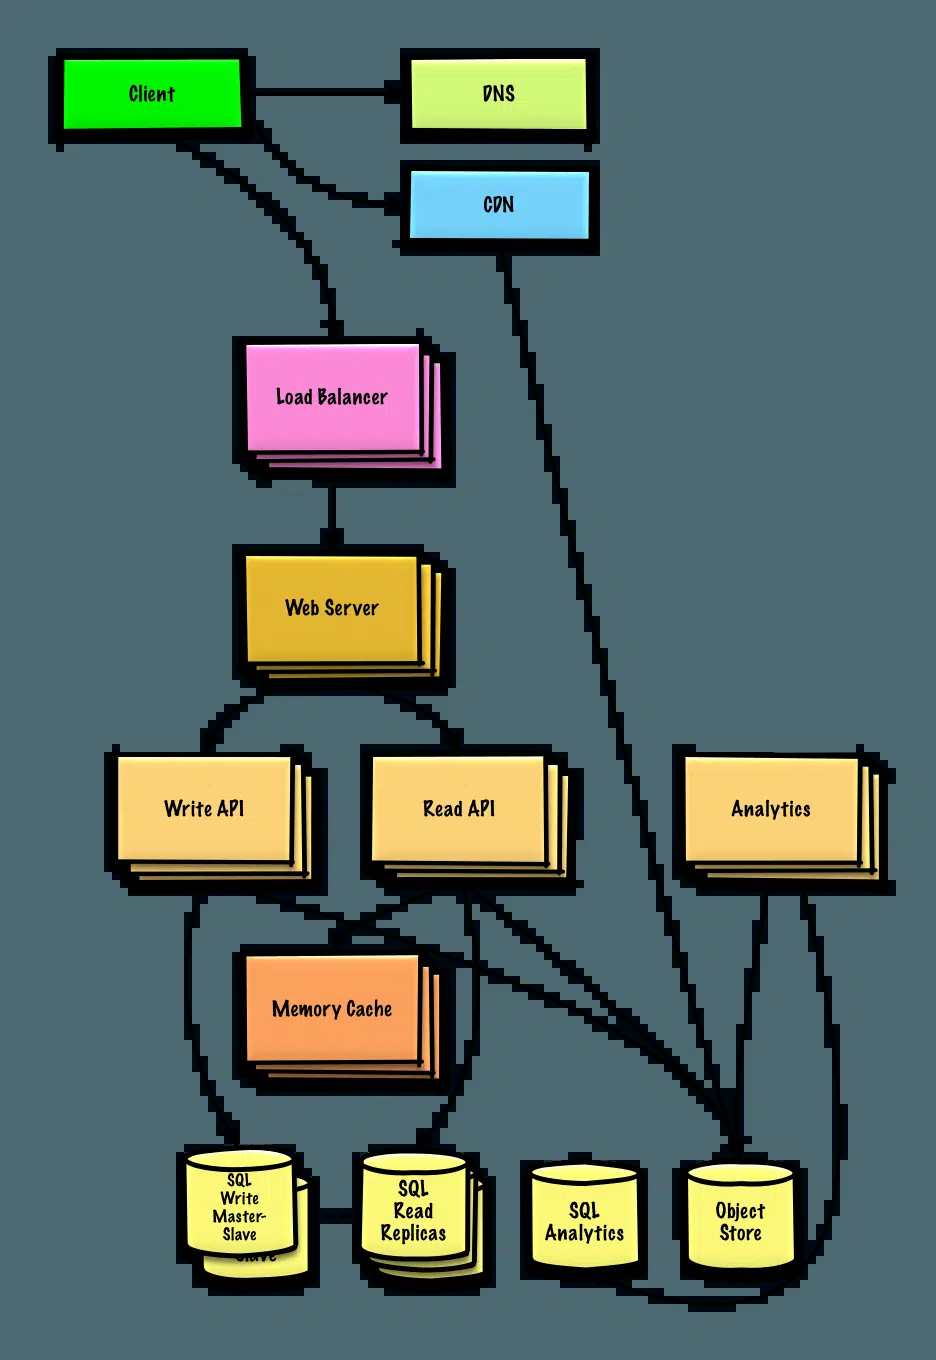 Client
DNS
CDN
Load Balancer
Web Server
Write API
Read API
Analytics
Memory Cache
SQL
Write
Master-
Slave
Slave
SQL
Read
Replicas
SQL
Analytics
Object
Store